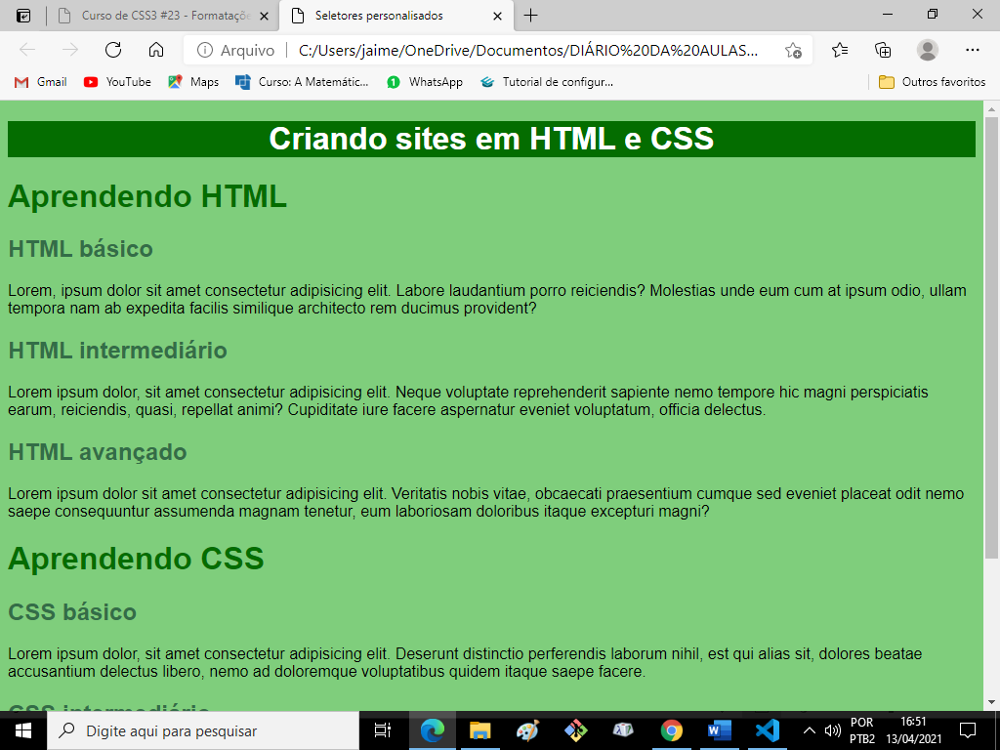 Curso de CSS3 #23 - Formataçõe
Seletores personalisados
Arquivo
C:/Users/jaime/OneDrive/Documentos/DIÁRIO%20DA%20AULAS...
Gmail
YouTube
Maps
Curso: A Matemátic...
WhatsApp
Tutorial de configur...
Outros favoritos
Criando sites em HTML e CSS
Aprendendo HTML
HTML básico
Lorem, ipsum dolor sit amet consectetur adipisicing elit. Labore laudantium porro reiciendis? Molestias unde eum cum at ipsum odio, ullam
tempora nam ab expedita facilis similique architecto rem ducimus provident?
HTML intermediário
Lorem ipsum dolor, sit amet consectetur adipisicing elit. Neque voluptate reprehenderit sapiente nemo tempore hic magni perspiciatis
earum, reiciendis, quasi, repellat animi? Cupiditate iure facere aspernatur eveniet voluptatum, officia delectus.
HTML avançado
Lorem ipsum dolor sit amet consectetur adipisicing elit. Veritatis nobis vitae, obcaecati praesentium cumque sed eveniet placeat odit nemo
saepe consequuntur assumenda magnam tenetur, eum laboriosam doloribus itaque excepturi magni?
Aprendendo CSS
CSS básico
Lorem ipsum dolor, sit amet consectetur adipisicing elit. Deserunt distinctio perferendis laborum nihil, est qui alias sit, dolores beatae
accusantium delectus libero, nemo ad doloremque voluptatibus quidem itaque saepe facere.
CSS intermediário
Digite aqui para pesquisar
POR
PTB2
16:51
13/04/2021